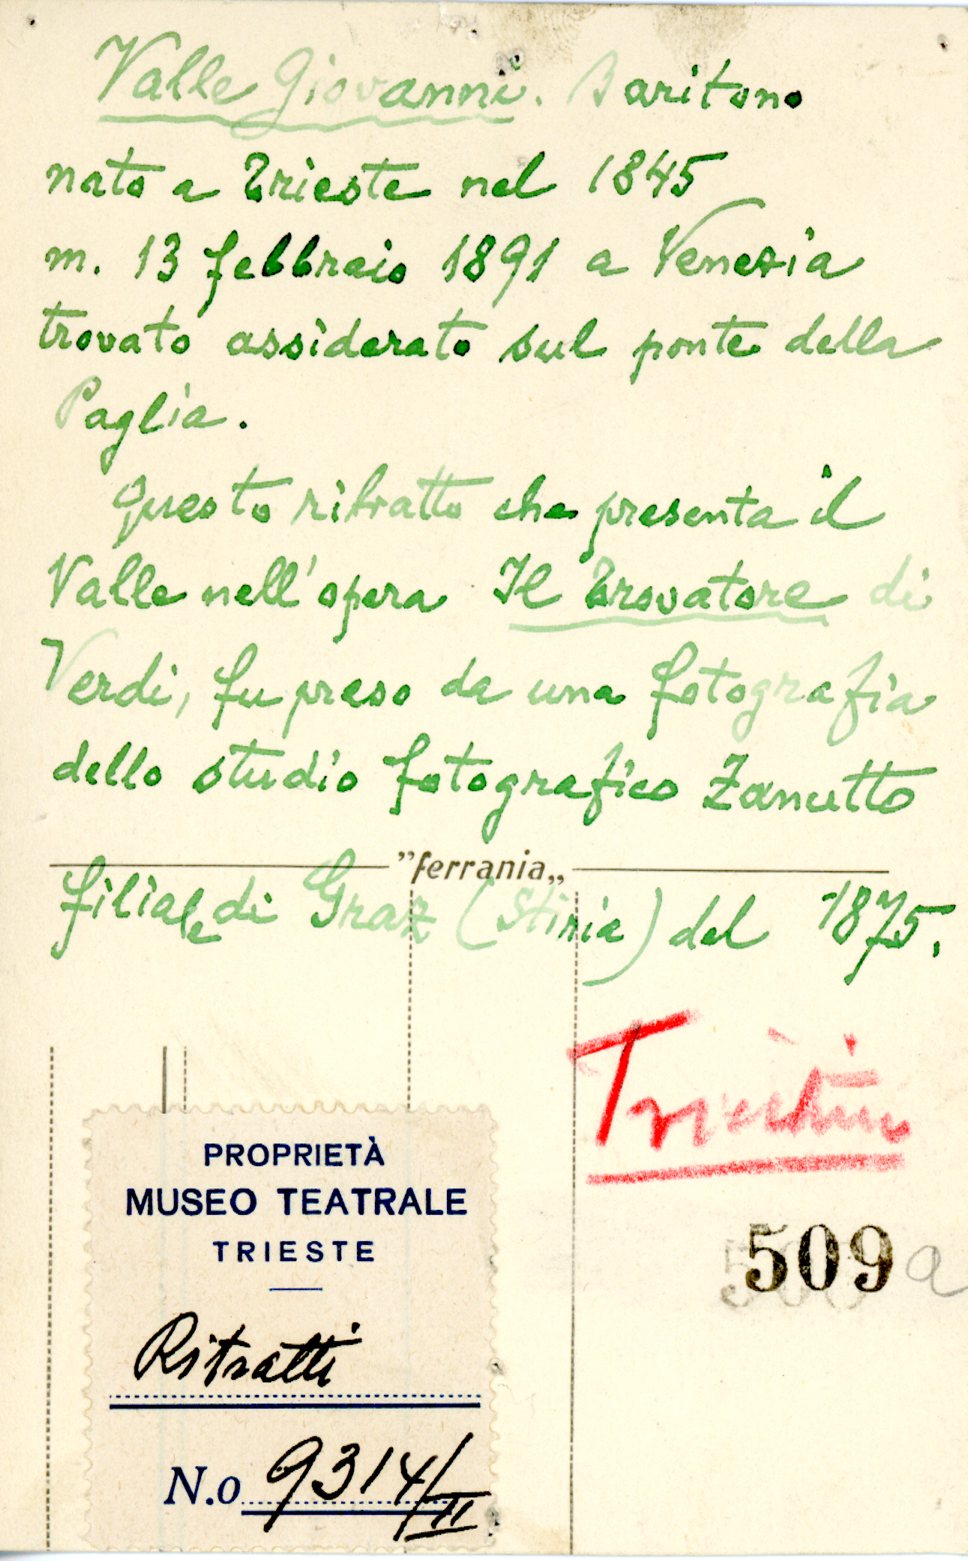 Valle Giovanni. Baritono
nato a Trieste nel 1845
m. 13 febbraio 1891 a Venezia
trovato assiderato sul ponte della
Paglia.
Questo ritratto che presenta il
Valle nell'opera Il Trovatore di
Verdi, fu preso da una fotografia
dello studio fotografico Zanutto
"ferrania"
filiale di Graz (Stiria) del 1875.
Triestini
PROPRIETÀ
MUSEO TEATRALE
TRIESTE
509 a
Ritratti
N.o 9314/II